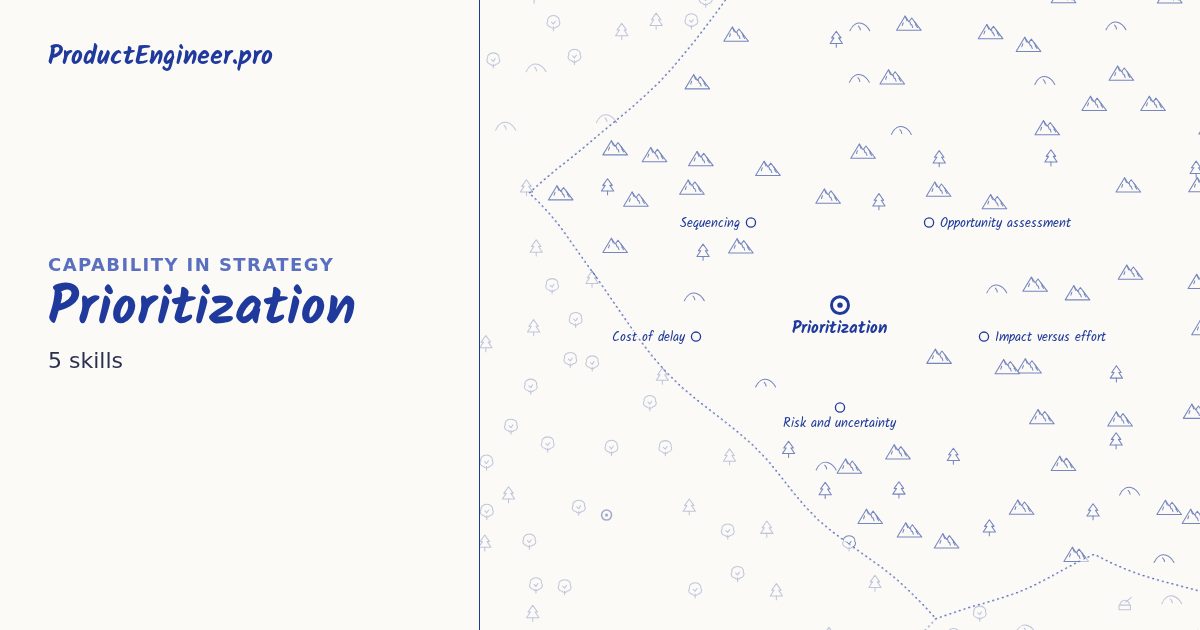 ProductEngineer.pro
CAPABILITY IN STRATEGY
Prioritization
5 skills
Sequencing
Opportunity assessment
Prioritization
Cost of delay
Impact versus effort
Risk and uncertainty